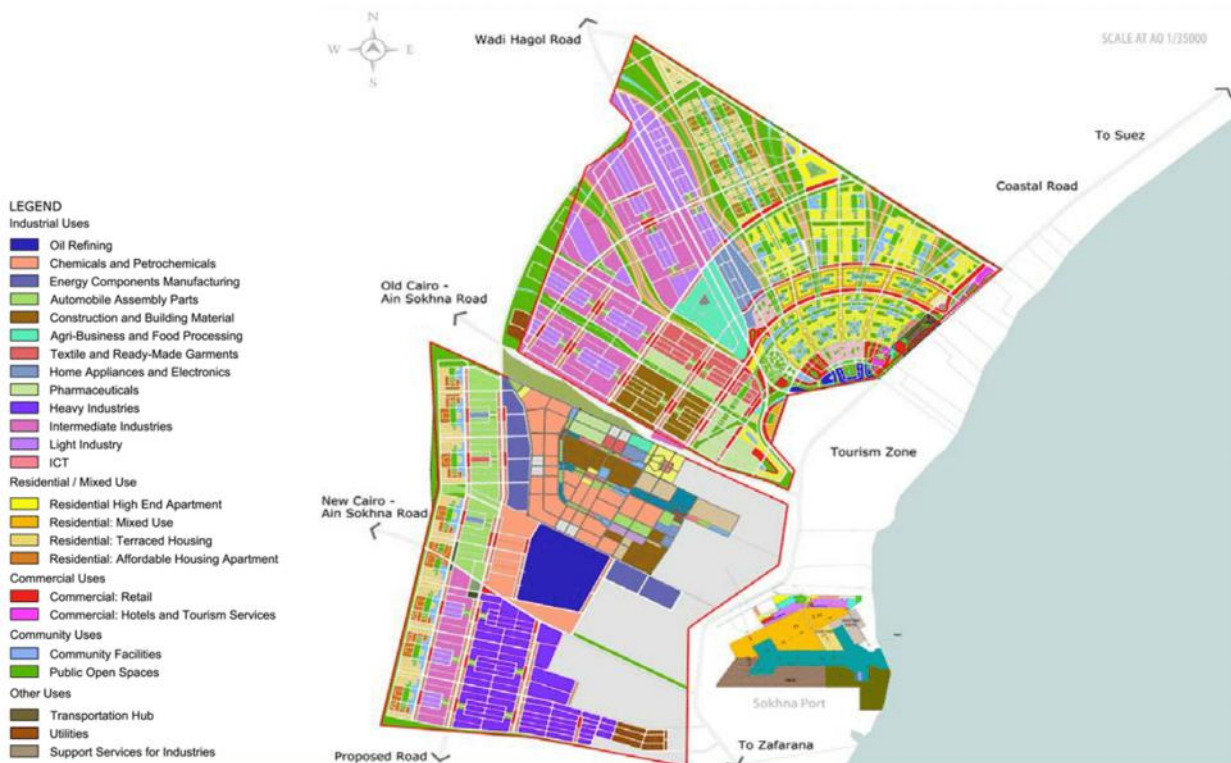 N
W E
S
Wadi Hagol Road
SCALE AT A0 1/35000
To Suez
Coastal Road
Old Cairo -
Ain Sokhna Road
Tourism Zone
New Cairo -
Ain Sokhna Road
Sokhna Port
To Zafarana
Proposed Road
LEGEND
Industrial Uses
Oil Refining
Chemicals and Petrochemicals
Energy Components Manufacturing
Automobile Assembly Parts
Construction and Building Material
Agri-Business and Food Processing
Textile and Ready-Made Garments
Home Appliances and Electronics
Pharmaceuticals
Heavy Industries
Intermediate Industries
Light Industry
ICT
Residential / Mixed Use
Residential High End Apartment
Residential: Mixed Use
Residential: Terraced Housing
Residential: Affordable Housing Apartment
Commercial Uses
Commercial: Retail
Commercial: Hotels and Tourism Services
Community Uses
Community Facilities
Public Open Spaces
Other Uses
Transportation Hub
Utilities
Support Services for Industries